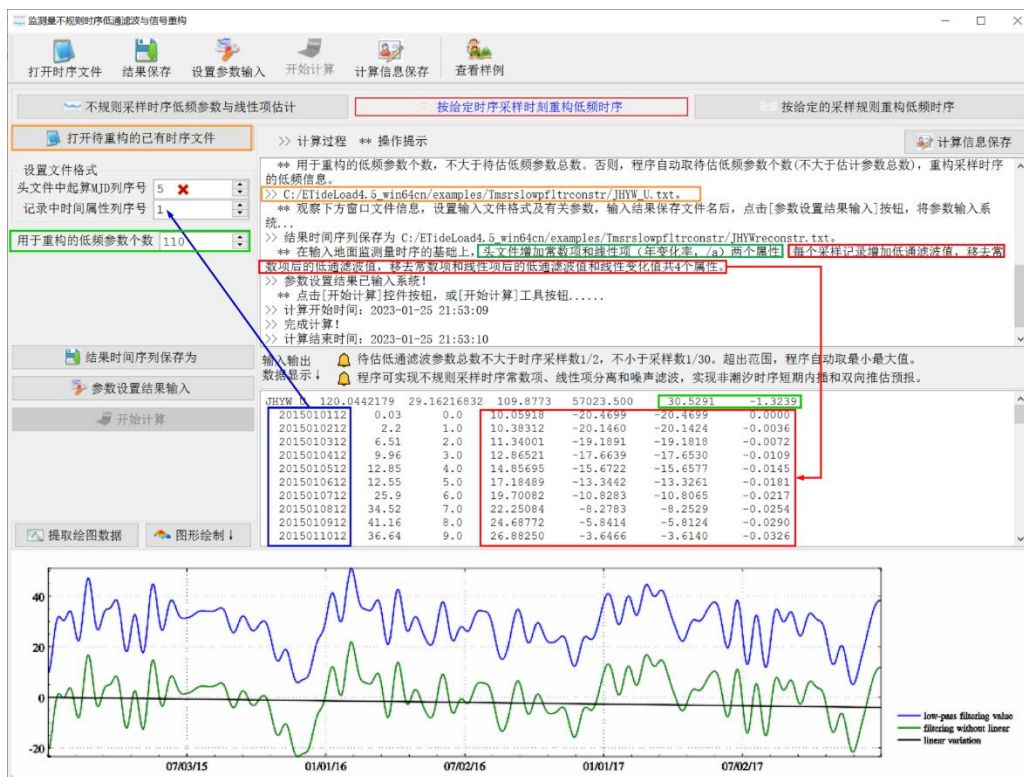 监测量不规则时序低通滤波与信号重构
打开时序文件 结果保存 设置参数输入 开始计算 计算信息保存 查看样例
不规则采样时序低频参数与线性项估计 按给定时序采样时刻重构低频时序 按给定的采样规则重构低频时序
打开待重构的已有时序文件
设置文件格式
头文件中起算MJD列序号 5
记录中时间属性列序号 1
用于重构的低频参数个数 110
结果时间序列保存为
参数设置结果输入
开始计算
提取绘图数据 图形绘制↓
>> 计算过程 ** 操作提示 计算信息保存
** 用于重构的低频参数个数，不大于待估低频参数总数。否则，程序自动取待估低频参数个数(不大于估计参数总数)，重构采样时序
的低频信息。
>> C:/ETideLoad4.5_win64cn/examples/Tmsrslowpfltrconstr/JHYW_U.txt。
** 观察下方窗口文件信息，设置输入文件格式及有关参数，输入结果保存文件名后，点击[参数设置结果输入]按钮，将参数输入系
统...
>> 结果时间序列保存为 C:/ETideLoad4.5_win64cn/examples/Tmsrslowpfltrconstr/JHYWreconstr.txt。
** 在输入地面监测量时序的基础上，头文件增加常数项和线性项（年变化率，/a）两个属性 每个采样记录增加低通滤波值，移去常
数项后的低通滤波值，移去常数项和线性项后的低通滤波值和线性变化值共4个属性。
>> 参数设置结果已输入系统！
** 点击[开始计算]控件按钮，或[开始计算]工具按钮......
>> 计算开始时间：2023-01-25 21:53:09
>> 完成计算！
>> 计算结束时间：2023-01-25 21:53:10
输入输出 待估低通滤波参数总数不大于时序采样数1/2，不小于采样数1/30。超出范围，程序自动取最小最大值。
数据显示↓ 程序可实现不规则采样时序常数项、线性项分离和噪声滤波，实现非潮汐时序短期内插和双向推估预报。
JHYW_U 120.0442179 29.16216832 109.8773 57023.500 30.5291 -1.3239
2015010112 0.03 0.0 10.05918 -20.4699 -20.4699 0.0000
2015010212 2.2 1.0 10.38312 -20.1460 -20.1424 -0.0036
2015010312 6.51 2.0 11.34001 -19.1891 -19.1818 -0.0072
2015010412 9.96 3.0 12.86521 -17.6639 -17.6530 -0.0109
2015010512 12.85 4.0 14.85695 -15.6722 -15.6577 -0.0145
2015010612 12.55 5.0 17.18489 -13.3442 -13.3261 -0.0181
2015010712 25.9 6.0 19.70082 -10.8283 -10.8065 -0.0217
2015010812 34.52 7.0 22.25084 -8.2783 -8.2529 -0.0254
2015010912 41.16 8.0 24.68772 -5.8414 -5.8124 -0.0290
2015011012 36.64 9.0 26.88250 -3.6466 -3.6140 -0.0326
40
20
0
-20
07/03/15 01/01/16 07/02/16 01/01/17 07/02/17
low-pass filtering value
filtering without linear
linear variation